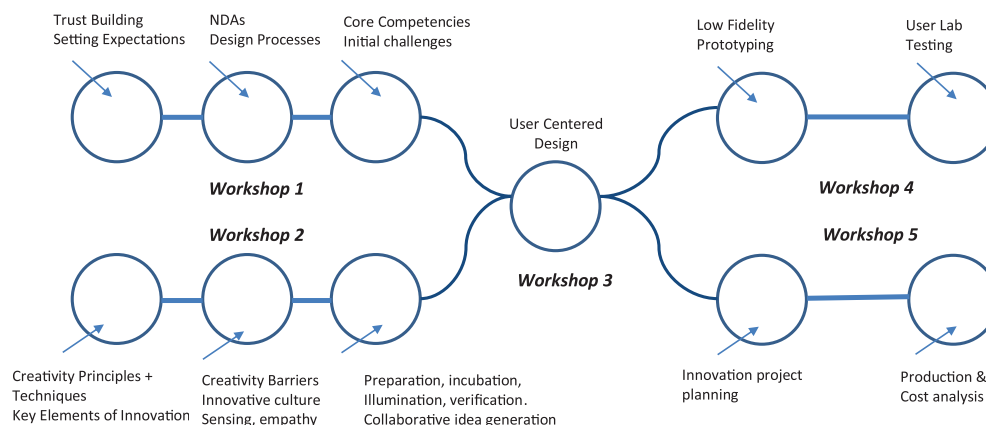 Trust Building
Setting Expectations
NDAs
Design Processes
Core Competencies
Initial challenges
Low Fidelity
Prototyping
User Lab
Testing
User Centered
Design
Workshop 1
Workshop 4
Workshop 2
Workshop 5
Workshop 3
Creativity Principles +
Techniques
Key Elements of Innovation
Creativity Barriers
Innovative culture
Sensing, empathy
Preparation, incubation,
Illumination, verification.
Collaborative idea generation
Innovation project
planning
Production &
Cost analysis